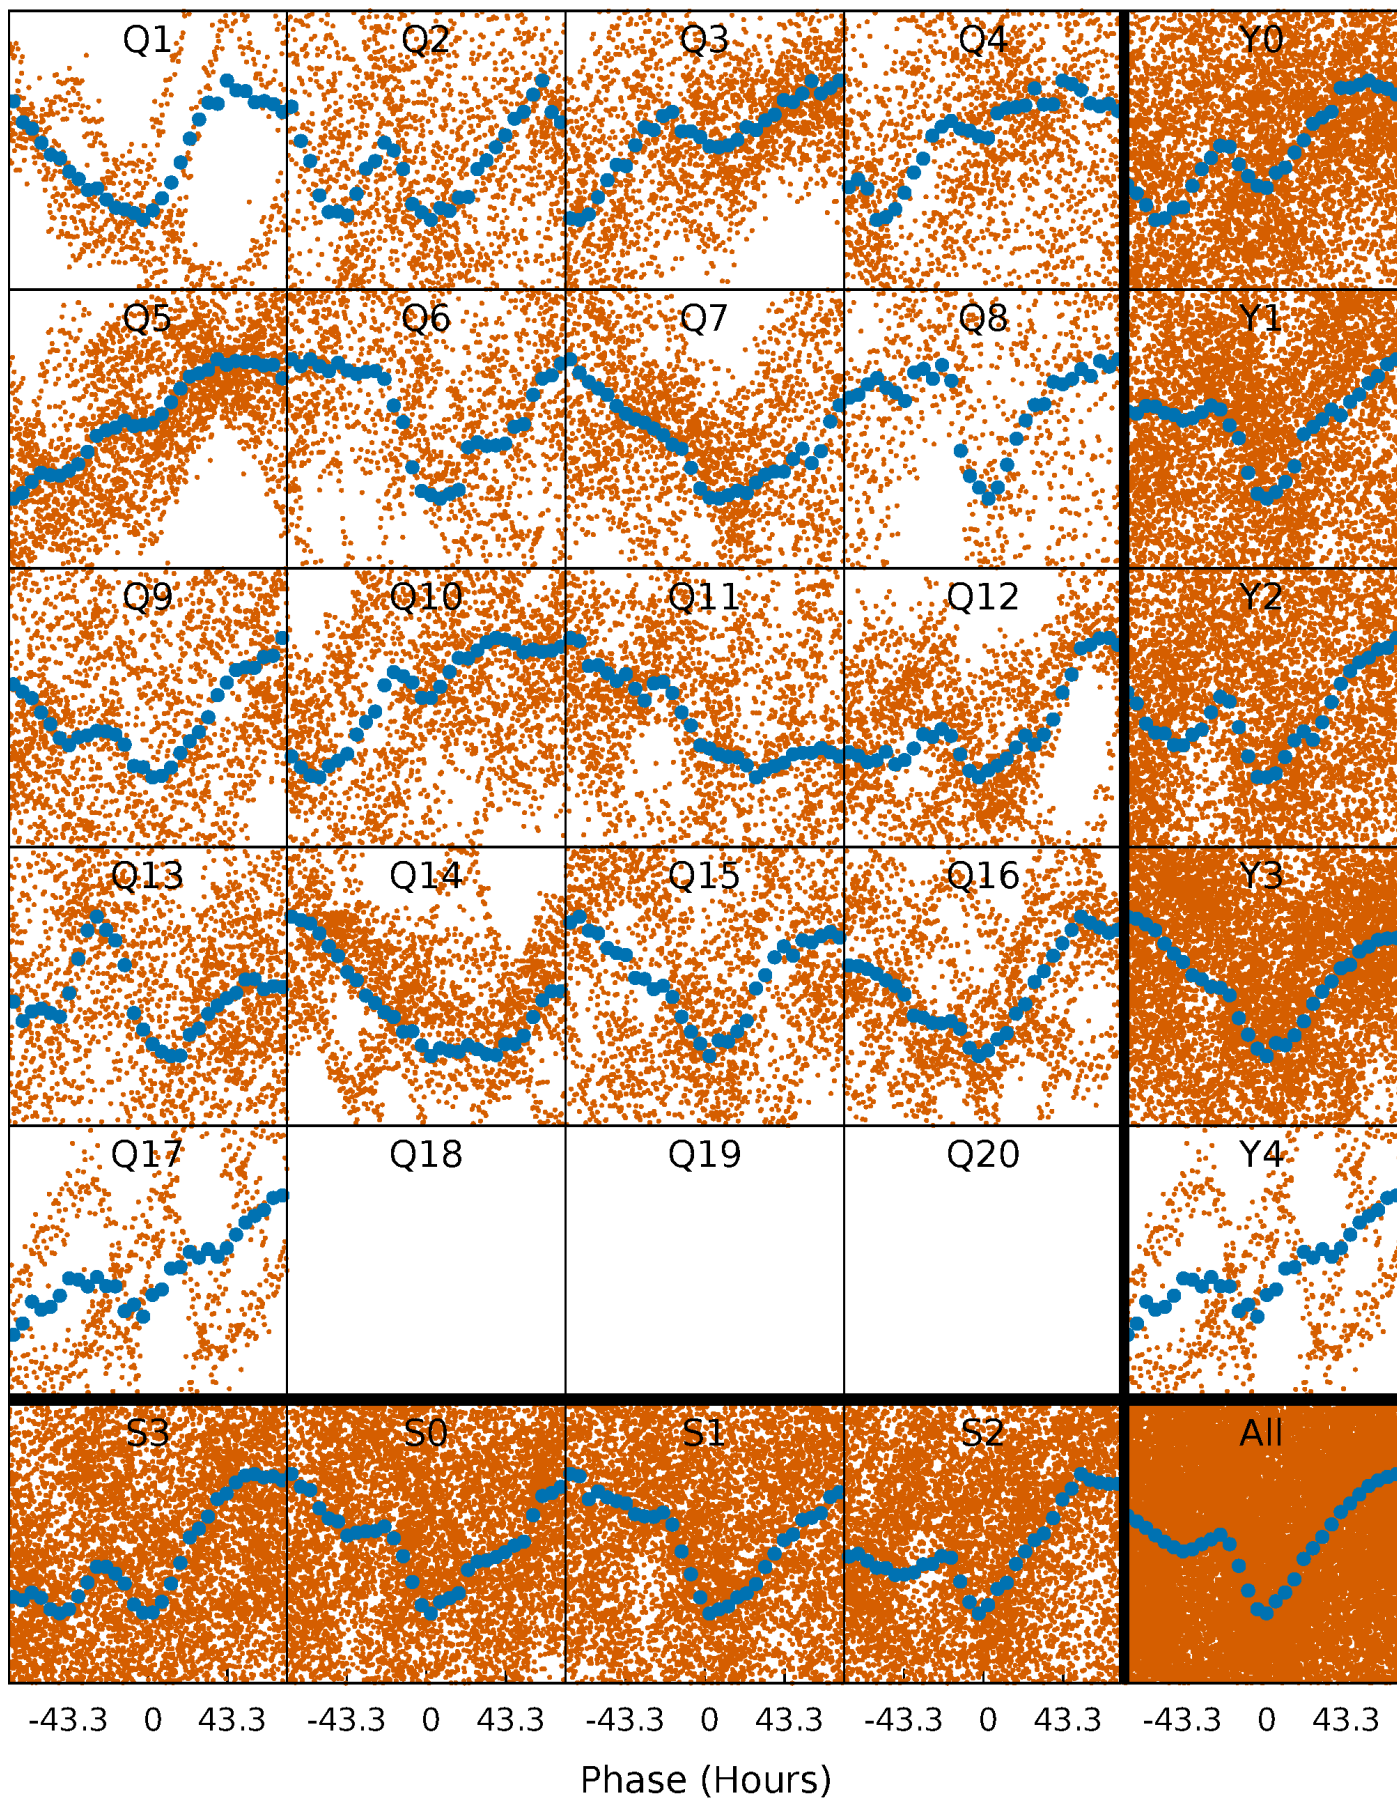 Q1 Q2 Q3 Q4 Y0
Q5 Q6 Q7 Q8 Y1
Q9 Q10 Q11 Q12 Y2
Q13 Q14 Q15 Q16 Y3
Q17 Q18 Q19 Q20 Y4
S3 S0 S1 S2 All
-43.3 0 43.3 -43.3 0 43.3 -43.3 0 43.3 -43.3 0 43.3 -43.3 0 43.3
Phase (Hours)